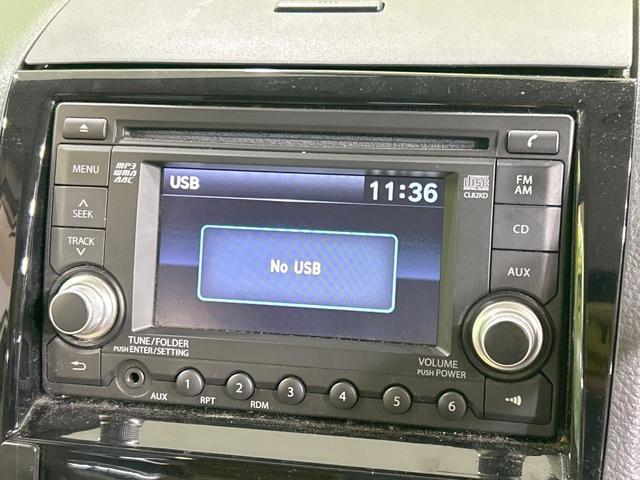 MENU
MP3
WMA
AAC
USB
11:36
disc
CL82KD
FM
AM
SEEK
CD
No USB
TRACK
AUX
TUNE/FOLDER
PUSH ENTER/SETTING
VOLUME
PUSH POWER
AUX
1
RPT
2
RDM
3
4
5
6